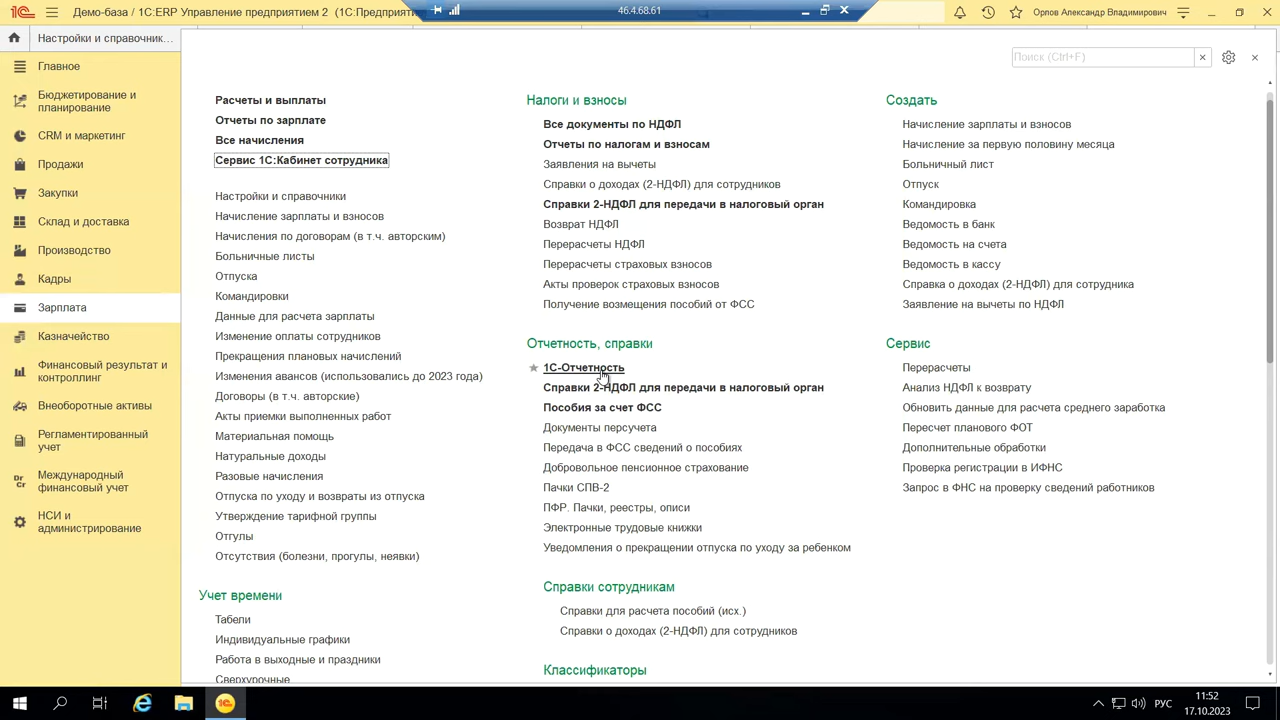 Демо-база / 1С:ERP Управление предприятием 2 (1С:Предприяти
46.4.68.61
Орлов Александр Владимирович
Настройки и справочник...
Поиск (Ctrl+F)
Главное
Бюджетирование и
планирование
CRM и маркетинг
Продажи
Закупки
Склад и доставка
Производство
Кадры
Зарплата
Казначейство
Финансовый результат и
контроллинг
Внеоборотные активы
Регламентированный
учет
Dr
Cr
Международный
финансовый учет
НСИ и
администрирование
Расчеты и выплаты
Отчеты по зарплате
Все начисления
Сервис 1С:Кабинет сотрудника
Настройки и справочники
Начисление зарплаты и взносов
Начисления по договорам (в т.ч. авторским)
Больничные листы
Отпуска
Командировки
Данные для расчета зарплаты
Изменение оплаты сотрудников
Прекращения плановых начислений
Изменения авансов (использовались до 2023 года)
Договоры (в т.ч. авторские)
Акты приемки выполненных работ
Материальная помощь
Натуральные доходы
Разовые начисления
Отпуска по уходу и возвраты из отпуска
Утверждение тарифной группы
Отгулы
Отсутствия (болезни, прогулы, неявки)
Учет времени
Табели
Индивидуальные графики
Работа в выходные и праздники
Сверхурочные
Налоги и взносы
Все документы по НДФЛ
Отчеты по налогам и взносам
Заявления на вычеты
Справки о доходах (2-НДФЛ) для сотрудников
Справки 2-НДФЛ для передачи в налоговый орган
Возврат НДФЛ
Перерасчеты НДФЛ
Перерасчеты страховых взносов
Акты проверок страховых взносов
Получение возмещения пособий от ФСС
Отчетность, справки
1С-Отчетность
Справки 2-НДФЛ для передачи в налоговый орган
Пособия за счет ФСС
Документы персучета
Передача в ФСС сведений о пособиях
Добровольное пенсионное страхование
Пачки СПВ-2
ПФР. Пачки, реестры, описи
Электронные трудовые книжки
Уведомления о прекращении отпуска по уходу за ребенком
Справки сотрудникам
Справки для расчета пособий (исх.)
Справки о доходах (2-НДФЛ) для сотрудников
Классификаторы
Создать
Начисление зарплаты и взносов
Начисление за первую половину месяца
Больничный лист
Отпуск
Командировка
Ведомость в банк
Ведомость на счета
Ведомость в кассу
Справка о доходах (2-НДФЛ) для сотрудника
Заявление на вычеты по НДФЛ
Сервис
Перерасчеты
Анализ НДФЛ к возврату
Обновить данные для расчета среднего заработка
Пересчет планового ФОТ
Дополнительные обработки
Проверка регистрации в ИФНС
Запрос в ФНС на проверку сведений работников
РУС
11:52
17.10.2023